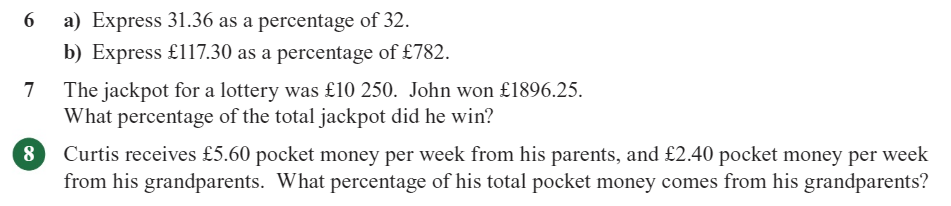 6 a) Express 31.36 as a percentage of 32.
b) Express £117.30 as a percentage of £782.
7 The jackpot for a lottery was £10 250. John won £1896.25.
What percentage of the total jackpot did he win?
8 Curtis receives £5.60 pocket money per week from his parents, and £2.40 pocket money per week
from his grandparents. What percentage of his total pocket money comes from his grandparents?